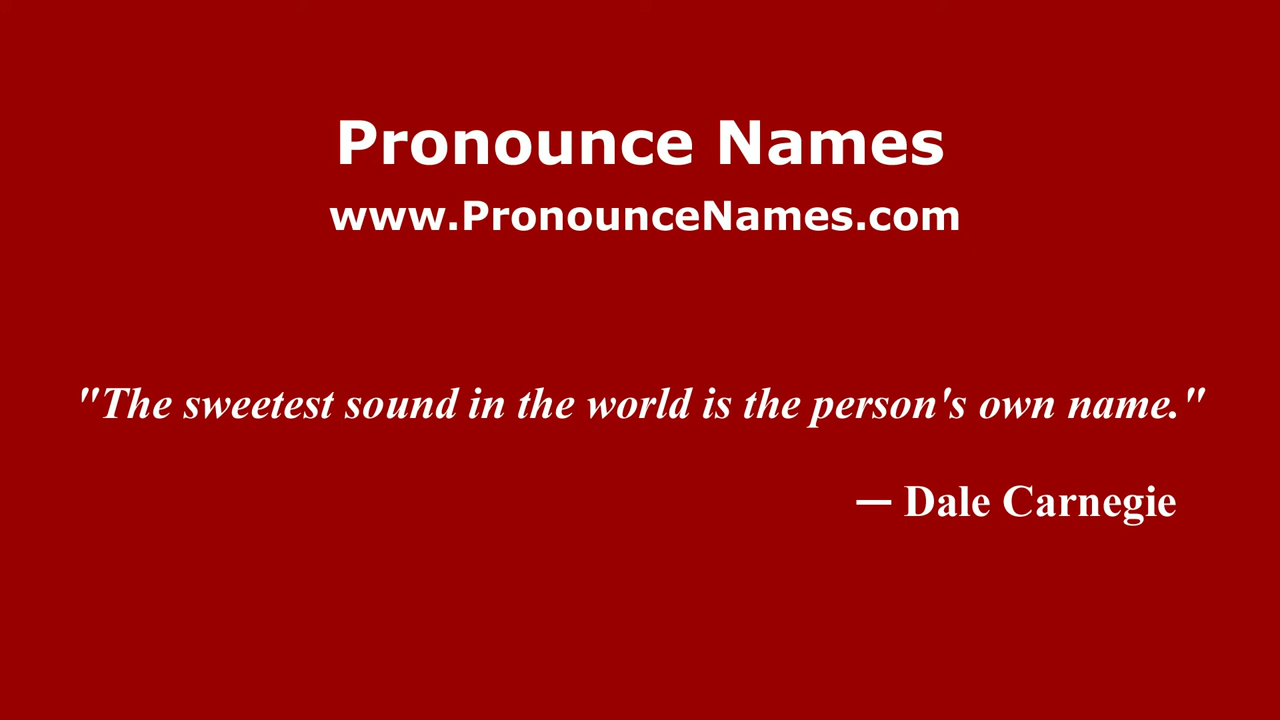 Pronounce Names
www.PronounceNames.com
"The sweetest sound in the world is the person's own name."
— Dale Carnegie